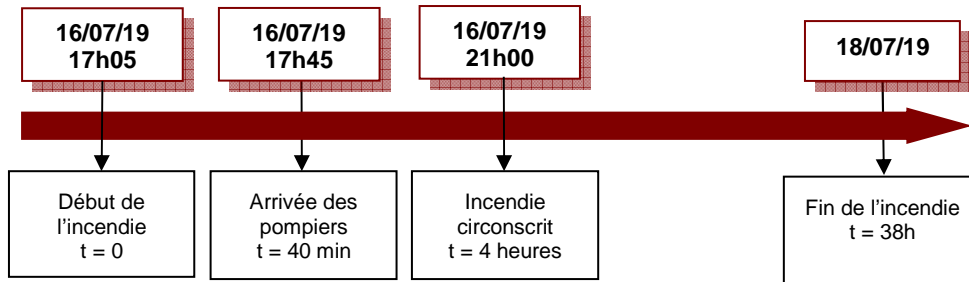 16/07/19
17h05
16/07/19
17h45
16/07/19
21h00
18/07/19
Début de
l'incendie
t = 0
Arrivée des
pompiers
t = 40 min
Incendie
circonscrit
t = 4 heures
Fin de l'incendie
t = 38h